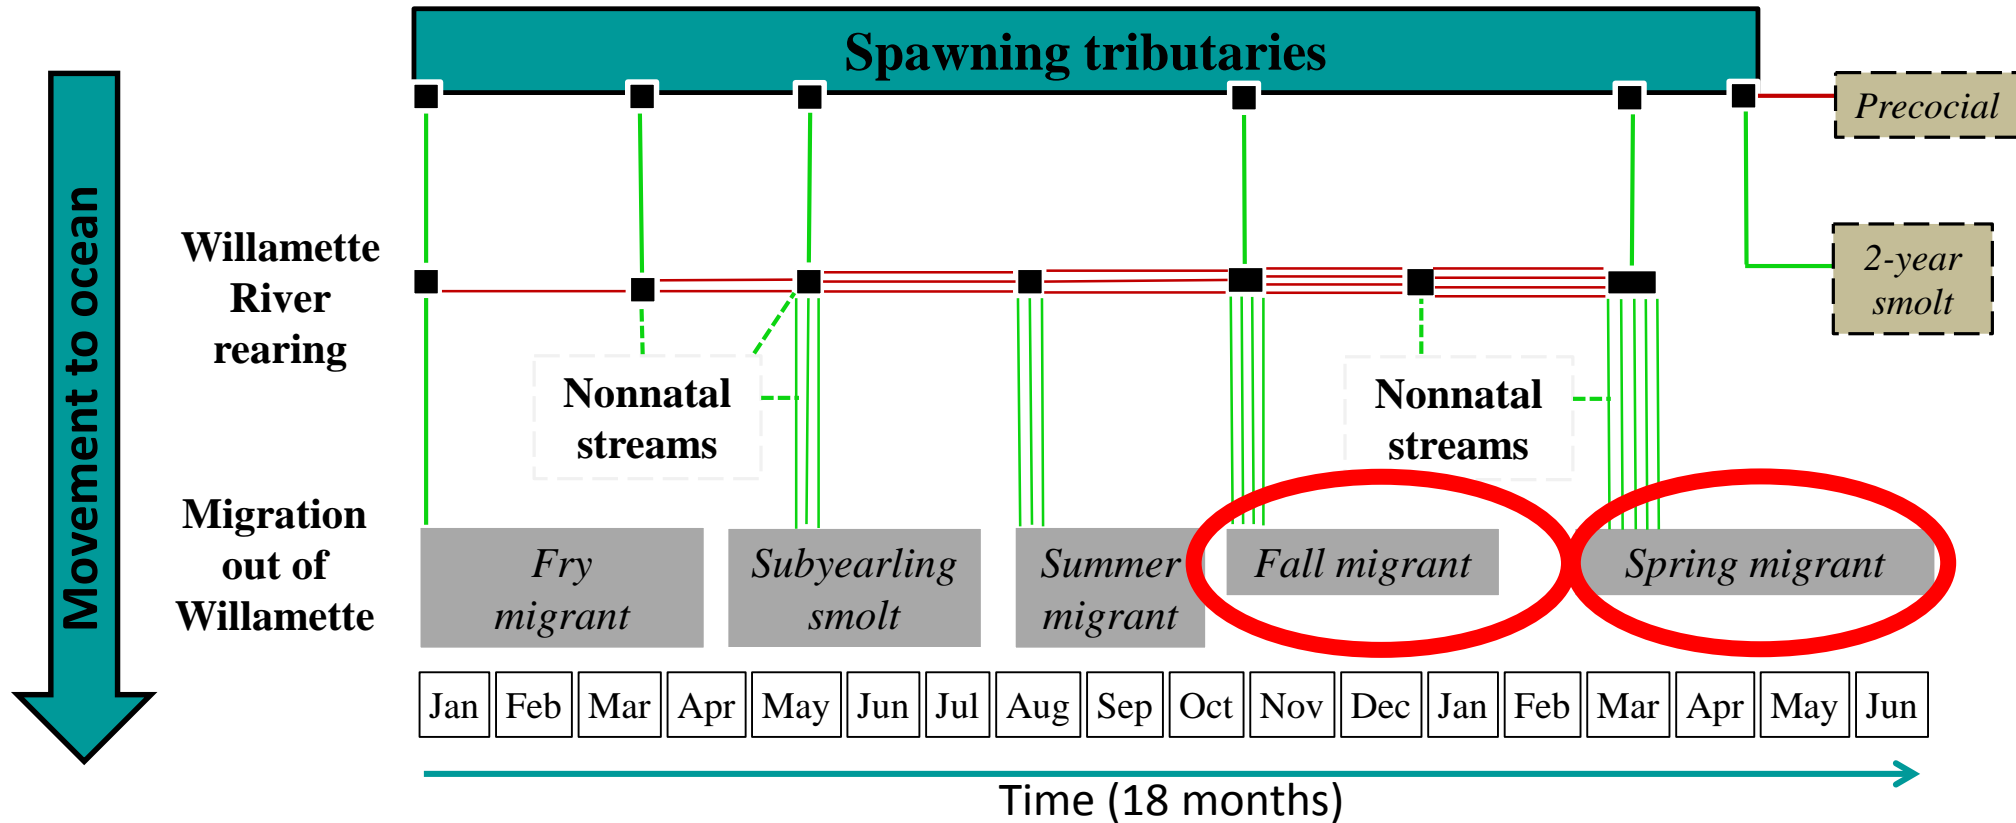 Spawning tributaries
Precocial
2-year
smolt
Movement to ocean
Willamette
River
rearing
Nonnatal
streams
Nonnatal
streams
Migration
out of
Willamette
Fry
migrant
Subyearling
smolt
Summer
migrant
Fall migrant
Spring migrant
Jan Feb Mar Apr May Jun Jul Aug Sep Oct Nov Dec Jan Feb Mar Apr May Jun
Time (18 months)